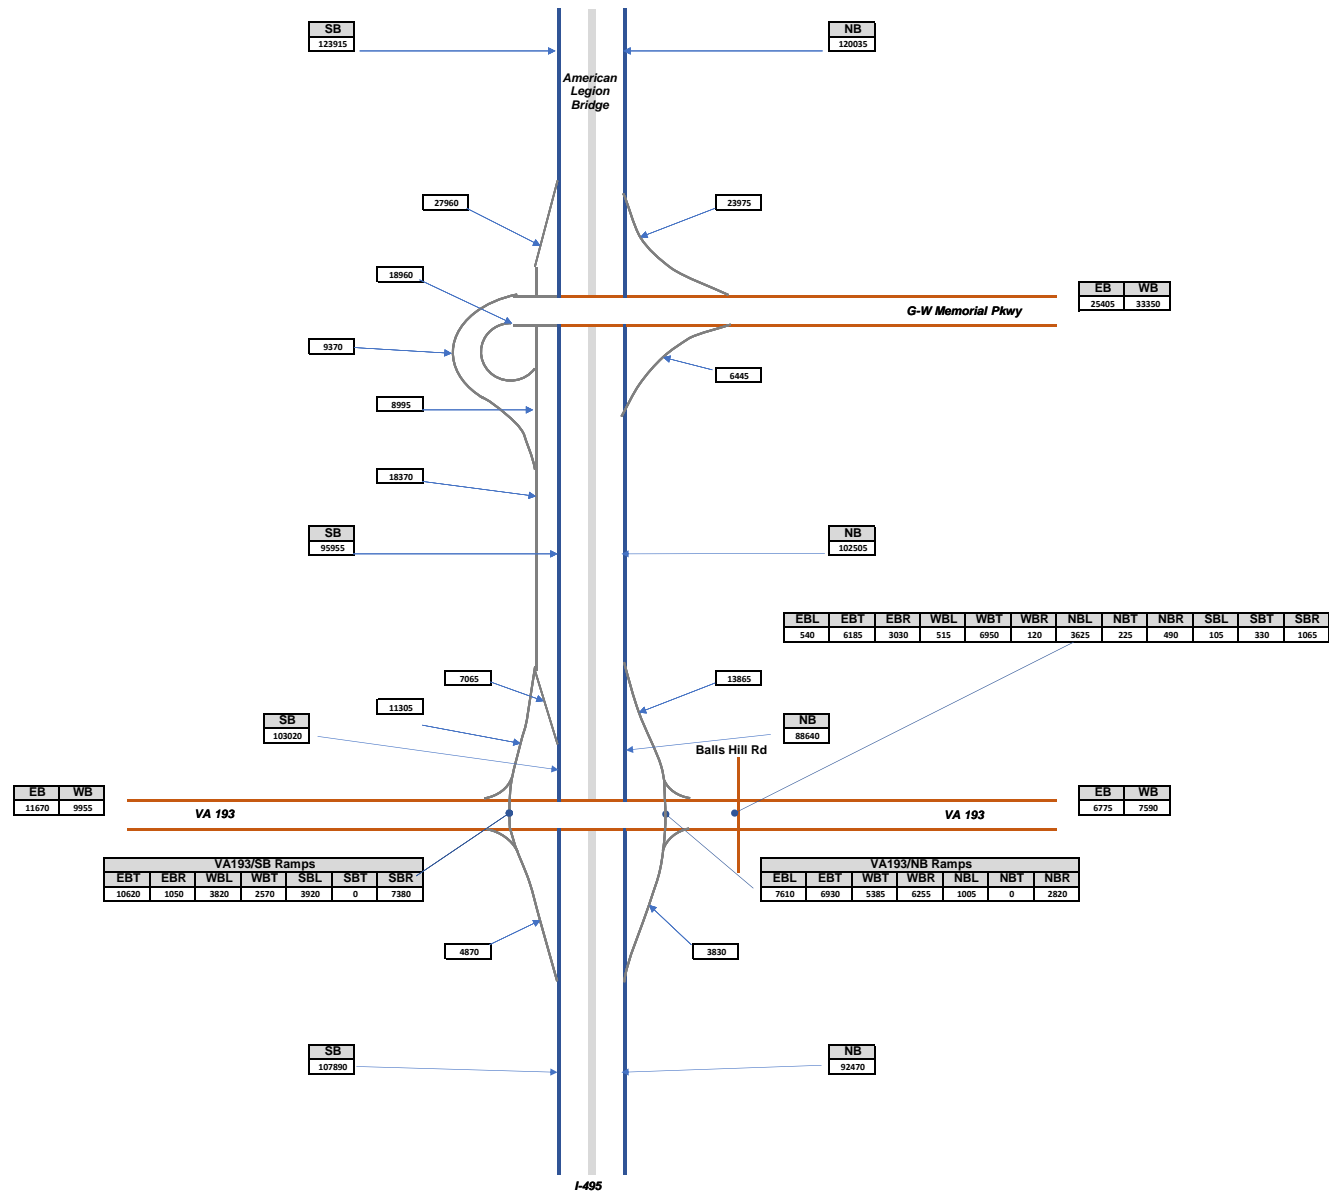 SB
123915
NB
120035
American
Legion
Bridge
27960
23975
18960
EB WB
25405 33350
G-W Memorial Pkwy
9370
6445
8995
18370
SB
95955
NB
102505
EBL EBT EBR WBL WBT WBR NBL NBT NBR SBL SBT SBR
540 6185 3030 515 6950 120 3625 225 490 105 330 1065
7065
13865
11305
SB
103020
NB
88640
Balls Hill Rd
EB WB
11670 9955
EB WB
6775 7590
VA 193
VA 193
VA193/SB Ramps
EBT EBR WBL WBT SBL SBT SBR
10620 1050 3820 2570 3920 0 7380
VA193/NB Ramps
EBL EBT WBT WBR NBL NBT NBR
7610 6930 5385 6255 1005 0 2820
4870
3830
SB
107890
NB
92470
I-495